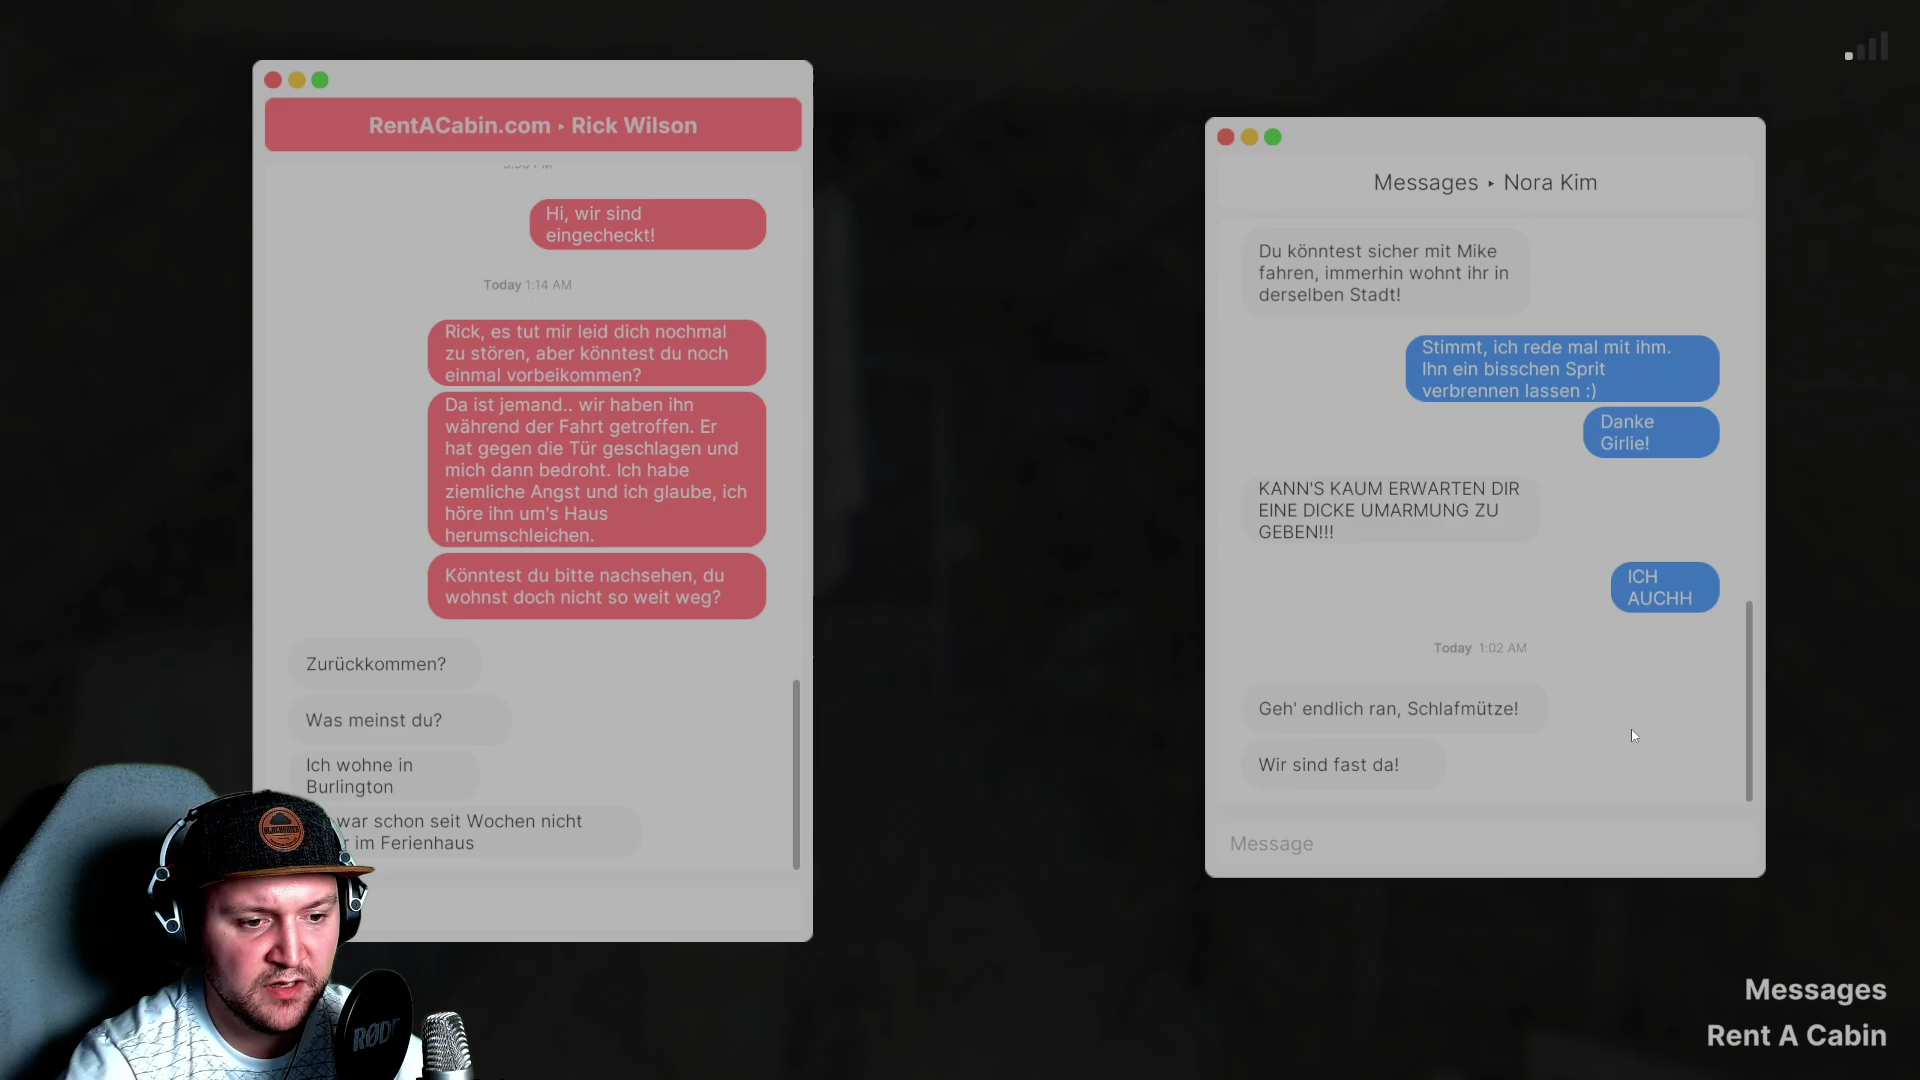 RentACabin.com ▸ Rick Wilson
Hi, wir sind
eingecheckt!
Today 1:14 AM
Rick, es tut mir leid dich nochmal
zu stören, aber könntest du noch
einmal vorbeikommen?
Da ist jemand.. wir haben ihn
während der Fahrt getroffen. Er
hat gegen die Tür geschlagen und
mich dann bedroht. Ich habe
ziemliche Angst und ich glaube, ich
höre ihn um's Haus
herumschleichen.
Könntest du bitte nachsehen, du
wohnst doch nicht so weit weg?
Zurückkommen?
Was meinst du?
Ich wohne in
Burlington
war schon seit Wochen nicht
im Ferienhaus
Messages ▸ Nora Kim
Du könntest sicher mit Mike
fahren, immerhin wohnt ihr in
derselben Stadt!
Stimmt, ich rede mal mit ihm.
Ihn ein bisschen Sprit
verbrennen lassen :)
Danke
Girlie!
KANN'S KAUM ERWARTEN DIR
EINE DICKE UMARMUNG ZU
GEBEN!!!
ICH
AUCHH
Today 1:02 AM
Geh' endlich ran, Schlafmütze!
Wir sind fast da!
Message
Messages
Rent A Cabin
RØDE